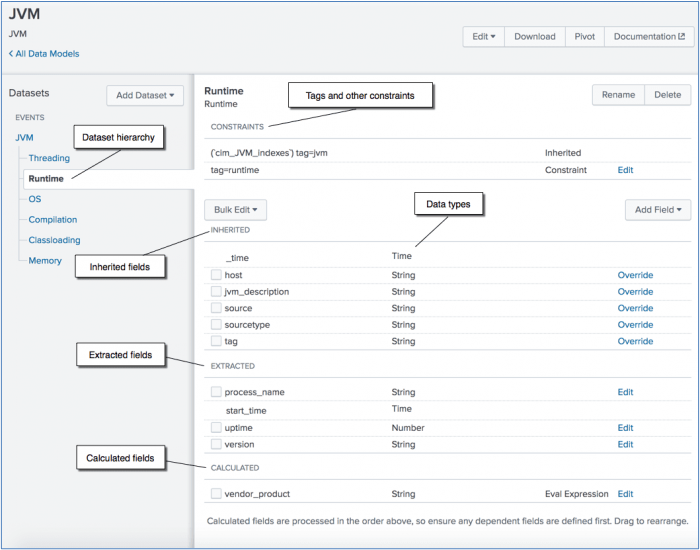 JVM
JVM
< All Data Models
Edit Download Pivot Documentation
Datasets
Add Dataset
EVENTS
JVM
Threading
Runtime
OS
Compilation
Classloading
Memory
Dataset hierarchy
Inherited fields
Extracted fields
Calculated fields
Runtime
Runtime
Tags and other constraints
Rename Delete
CONSTRAINTS
(`cim_JVM_indexes`) tag=jvm Inherited
tag=runtime Constraint Edit
Bulk Edit
Data types
Add Field
INHERITED
_time Time
host String Override
jvm_description String Override
source String Override
sourcetype String Override
tag String Override
EXTRACTED
process_name String Edit
start_time Time
uptime Number Edit
version String Edit
CALCULATED
vendor_product String Eval Expression Edit
Calculated fields are processed in the order above, so ensure any dependent fields are defined first. Drag to rearrange.